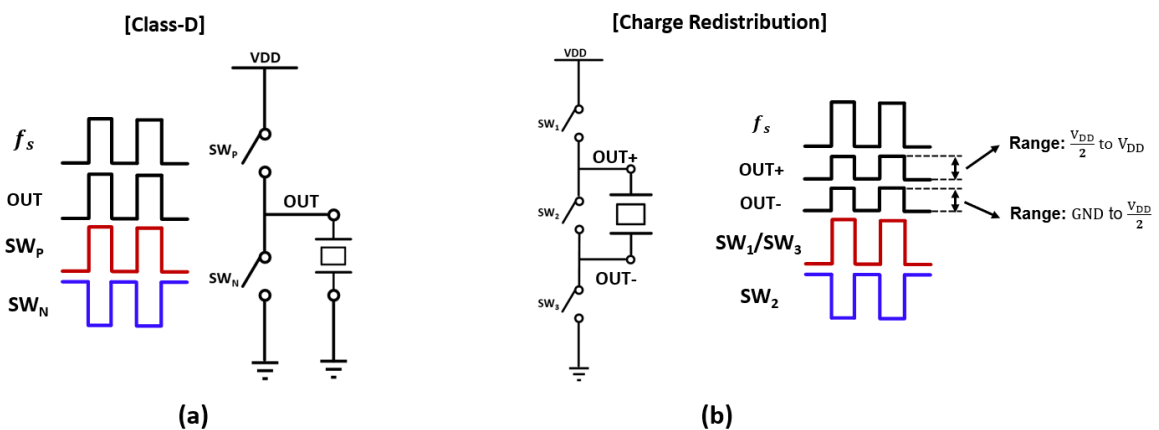 [Class-D]
VDD
f_s
OUT
SW_P
SW_N
SW_P
OUT
SW_N
(a)
[Charge Redistribution]
VDD
SW_1
OUT+
SW_2
OUT-
SW_3
f_s
OUT+
OUT-
SW_1/SW_3
SW_2
Range: V_DD/2 to V_DD
Range: GND to V_DD/2
(b)